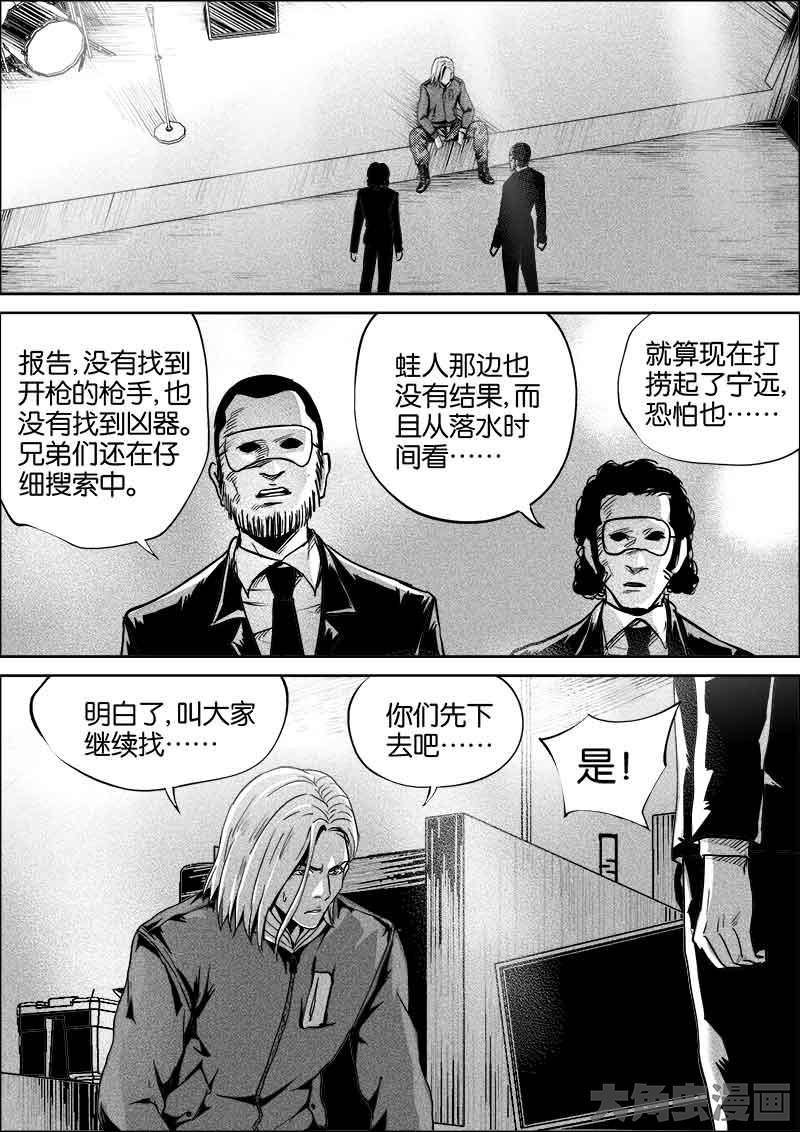 报告,没有找到
开枪的枪手,也
没有找到凶器。
兄弟们还在仔
细搜索中。
蛙人那边也
没有结果,而
且从落水时
间看……
就算现在打
捞起了宁远,
恐怕也……
明白了,叫大家
继续找……
你们先下
去吧……
是!
大角虫漫画